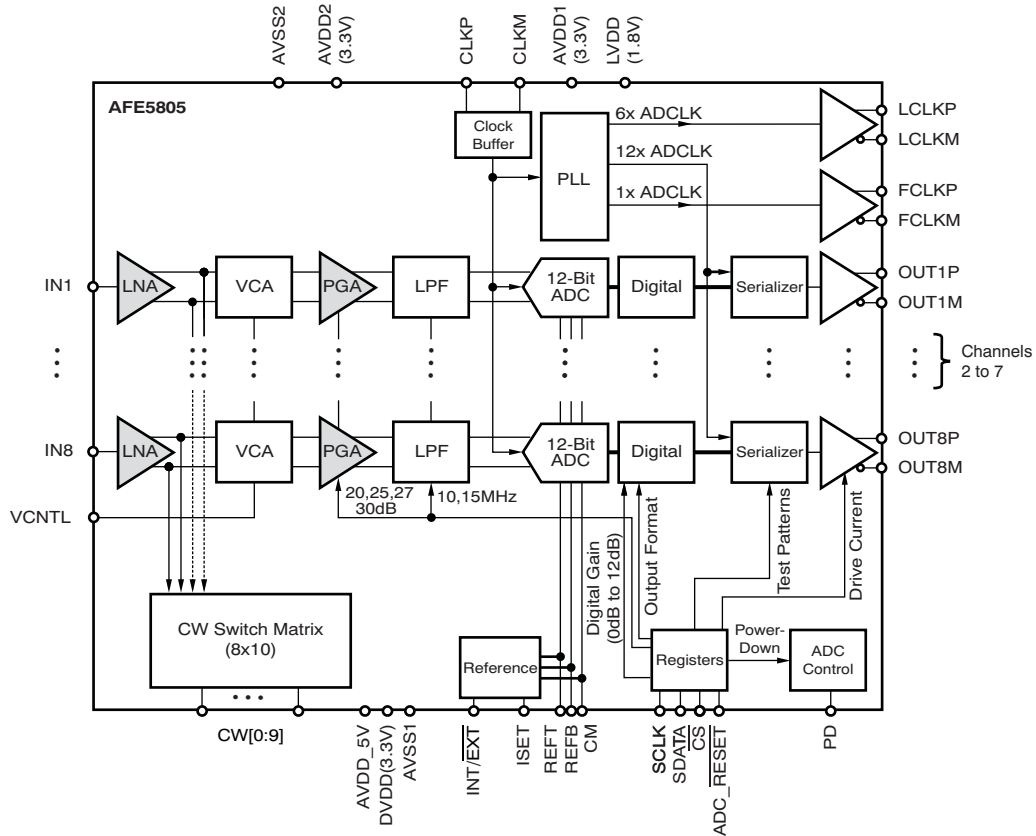 AVSS2
AVDD2
(3.3V)
CLKP
CLKM
AVDD1
(3.3V)
LVDD
(1.8V)
AFE5805
Clock
Buffer
PLL
6x ADCLK
12x ADCLK
1x ADCLK
LCLKP
LCLKM
FCLKP
FCLKM
IN1
LNA
VCA
PGA
LPF
12-Bit
ADC
Digital
Serializer
OUT1P
OUT1M
Channels
2 to 7
IN8
LNA
VCA
PGA
LPF
12-Bit
ADC
Digital
Serializer
OUT8P
OUT8M
20,25,27
30dB
10,15MHz
VCNTL
Digital Gain
(0dB to 12dB)
Output Format
Test Patterns
Drive Current
CW Switch Matrix
(8x10)
Reference
Registers
Power-
Down
ADC
Control
CW[0:9]
AVDD_5V
DVDD(3.3V)
AVSS1
INT/EXT
ISET
REFT
REFB
CM
SCLK
SDATA
CS
ADC_RESET
PD